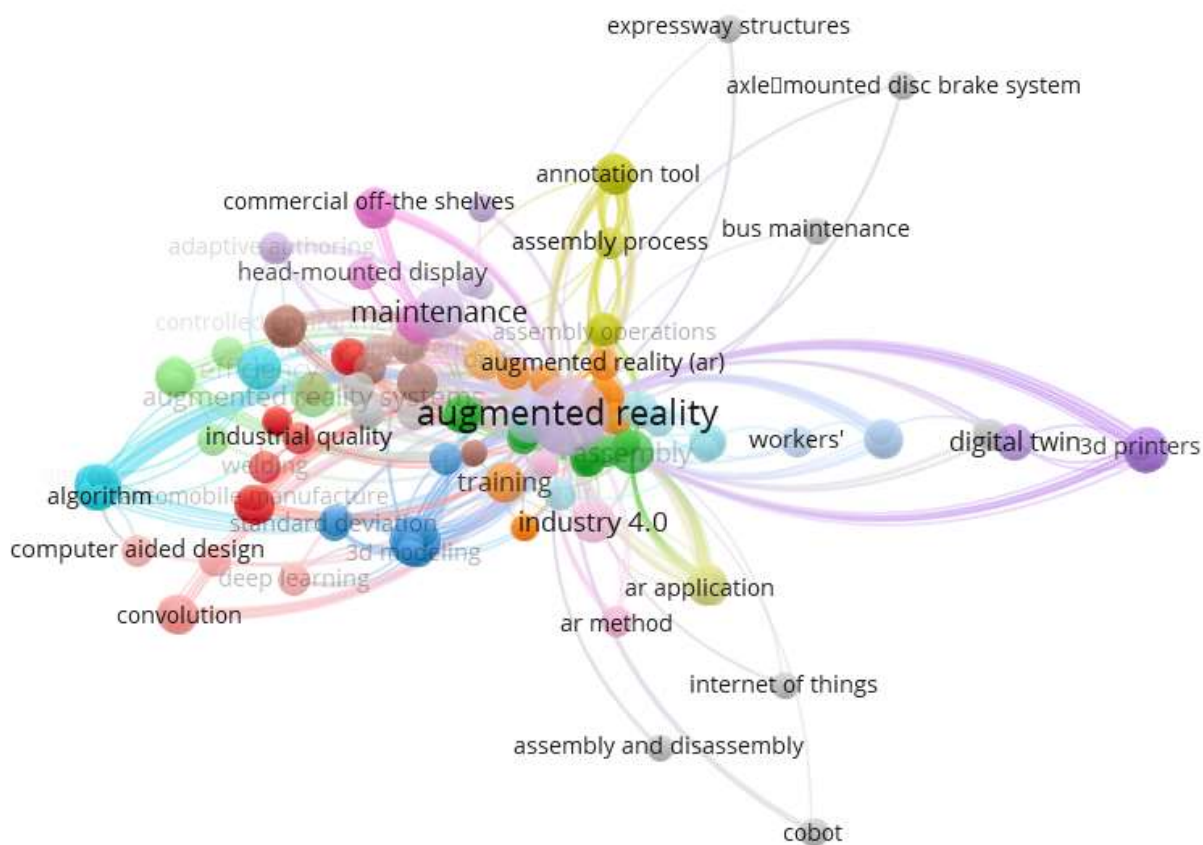 expressway structures
axle▯mounted disc brake system
annotation tool
commercial off-the shelves
bus maintenance
assembly process
adaptive authoring
head-mounted display
maintenance
assembly operations
augmented reality (ar)
efficiency
augmented reality systems
augmented reality
industrial quality
workers'
digital twin
3d printers
assembly
welding
training
algorithm
automobile manufacture
standard deviation
industry 4.0
computer aided design
3d modeling
deep learning
ar application
convolution
ar method
internet of things
assembly and disassembly
cobot